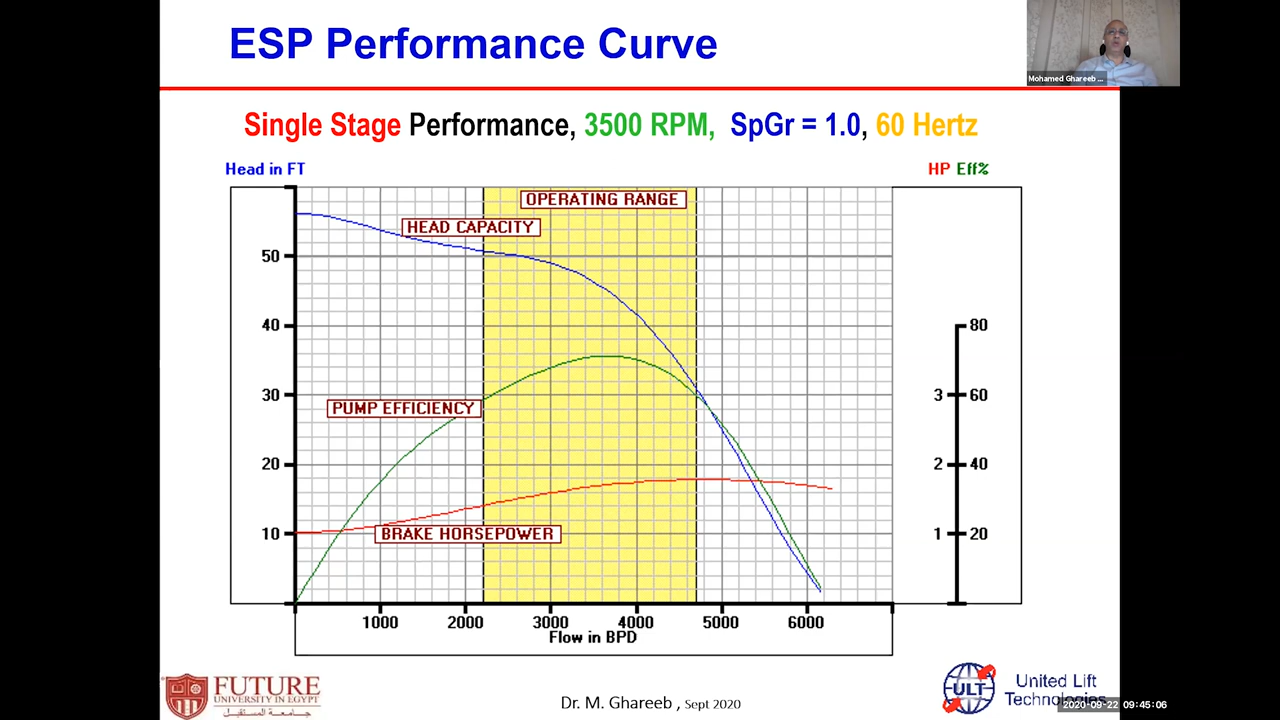 ESP Performance Curve
Mohamed Ghareeb ...
Single Stage Performance, 3500 RPM, SpGr = 1.0, 60 Hertz
Head in FT
HP Eff%
OPERATING RANGE
HEAD CAPACITY
50
40
80
30
3
60
PUMP EFFICIENCY
20
2
40
10
BRAKE HORSEPOWER
1
20
1000 2000 3000 4000 5000 6000
Flow in BPD
FUTURE
UNIVERSITY IN EGYPT
جامعة المستقبل
Dr. M. Ghareeb , Sept 2020
ULT
United Lift
Technologies
2020-09-22 09:45:06